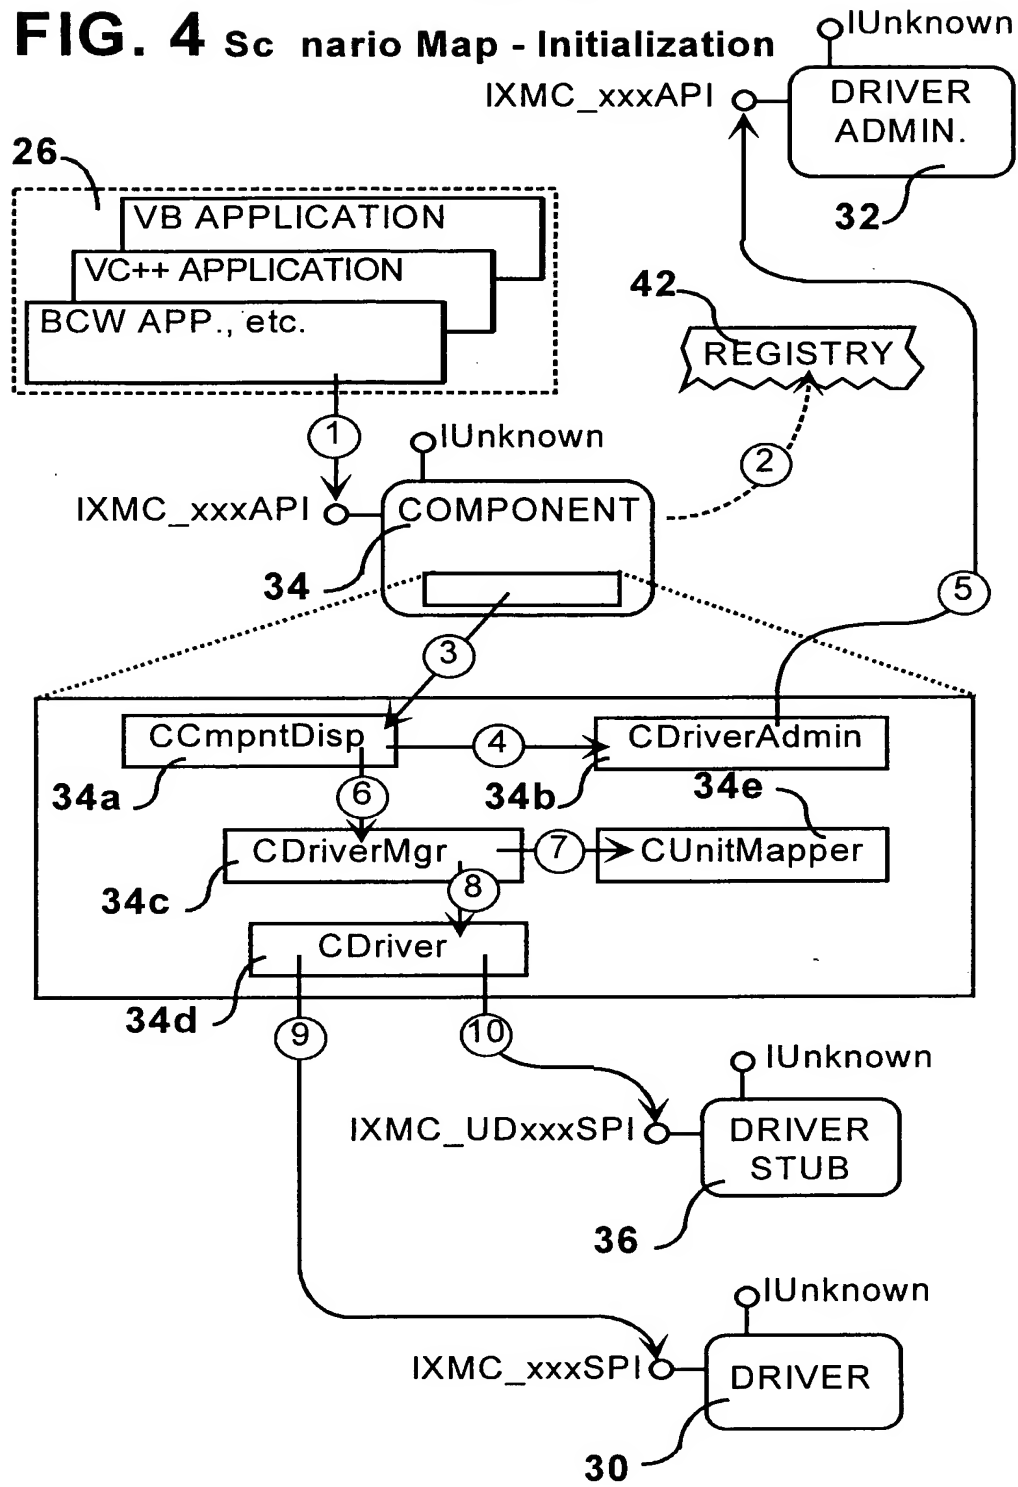 FIG. 4 Sc nario Map - Initialization
IUnknown
IXMC_xxxAPI
DRIVER
ADMIN.
32
26
VB APPLICATION
VC++ APPLICATION
BCW APP., etc.
42
REGISTRY
1
IUnknown
2
IXMC_xxxAPI
COMPONENT
34
5
3
CCmpntDisp
4
CDriverAdmin
34a
6
34b
34e
CDriverMgr
7
CUnitMapper
34c
8
CDriver
34d
9
10
IUnknown
IXMC_UDxxxSPI
DRIVER
STUB
36
IUnknown
IXMC_xxxSPI
DRIVER
30